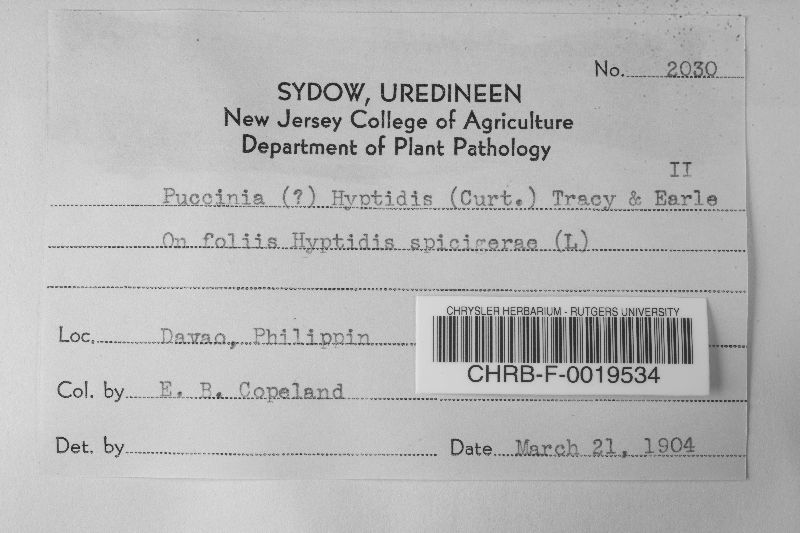 No. 2030
SYDOW, UREDINEEN
New Jersey College of Agriculture
Department of Plant Pathology
II
Puccinia (?) Hyptidis (Curt.) Tracy & Earle
On foliis Hyptidis spicigerae (L)
Loc. Davao, Philippin
CHRYSLER HERBARIUM - RUTGERS UNIVERSITY
CHRB-F-0019534
Col. by E. B. Copeland
Det. by
Date March 21, 1904